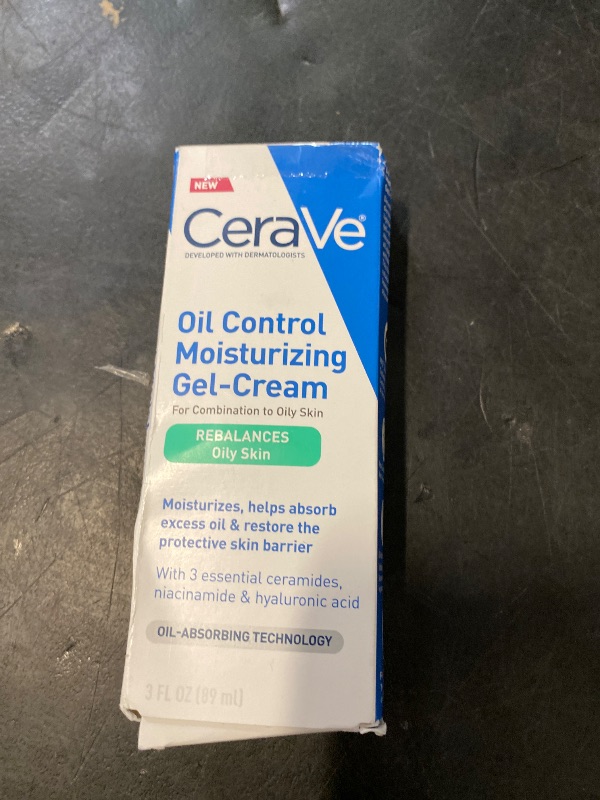 NEW
CeraVe®
DEVELOPED WITH DERMATOLOGISTS
Oil Control
Moisturizing
Gel-Cream
For Combination to Oily Skin
REBALANCES
Oily Skin
Moisturizes, helps absorb
excess oil & restore the
protective skin barrier
With 3 essential ceramides,
niacinamide & hyaluronic acid
OIL-ABSORBING TECHNOLOGY
3 FL OZ (89 ml)